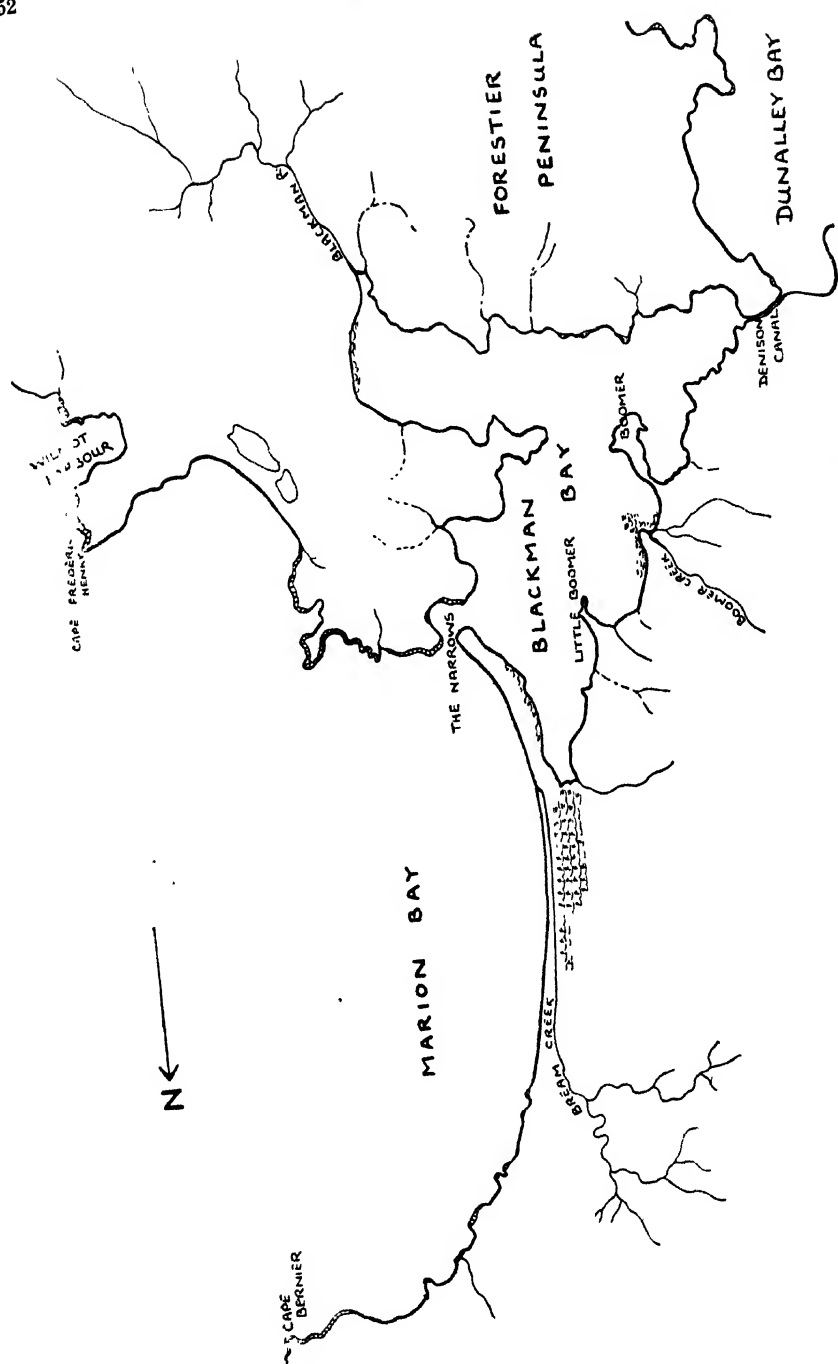 52
CAPE FREDERI-
HENRY
BLACKMAN R.
FORESTIER
PENINSULA
DUNALLEY BAY
DENISON
CANAL
BOOMER
BLACKMAN BAY
LITTLE BOOMER
BOOMER CREEK
THE NARROWS
MARION BAY
N
BREAM CREEK
CAPE
BERNIER